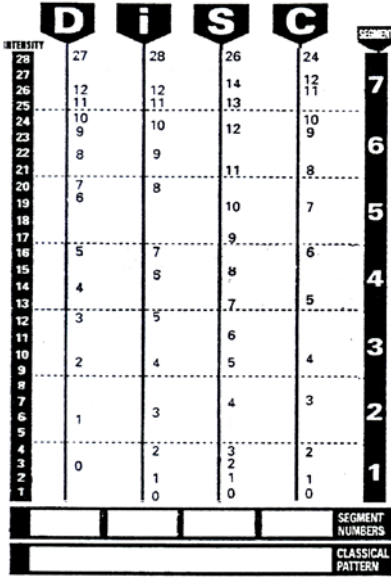 D i S C
INTENSITY SEGMENT
28 27 28 26 24
27 14 12 7
26 12 12 11
25 11 11 13
24 10 10 10
23 9 12 9 6
22 8 9
21 11 8
20 7 8
19 6 10 7 5
18
17 9
16 5 7 6
15 6 8 4
14 4
13 7 5
12 3 5
11 6 3
10 2 4 5 4
9
8
7 4 3
6 1 3 2
5
4 2 3 2
3 0 2 1
2 1 1 1
1 0 0 0
SEGMENT
NUMBERS
CLASSICAL
PATTERN